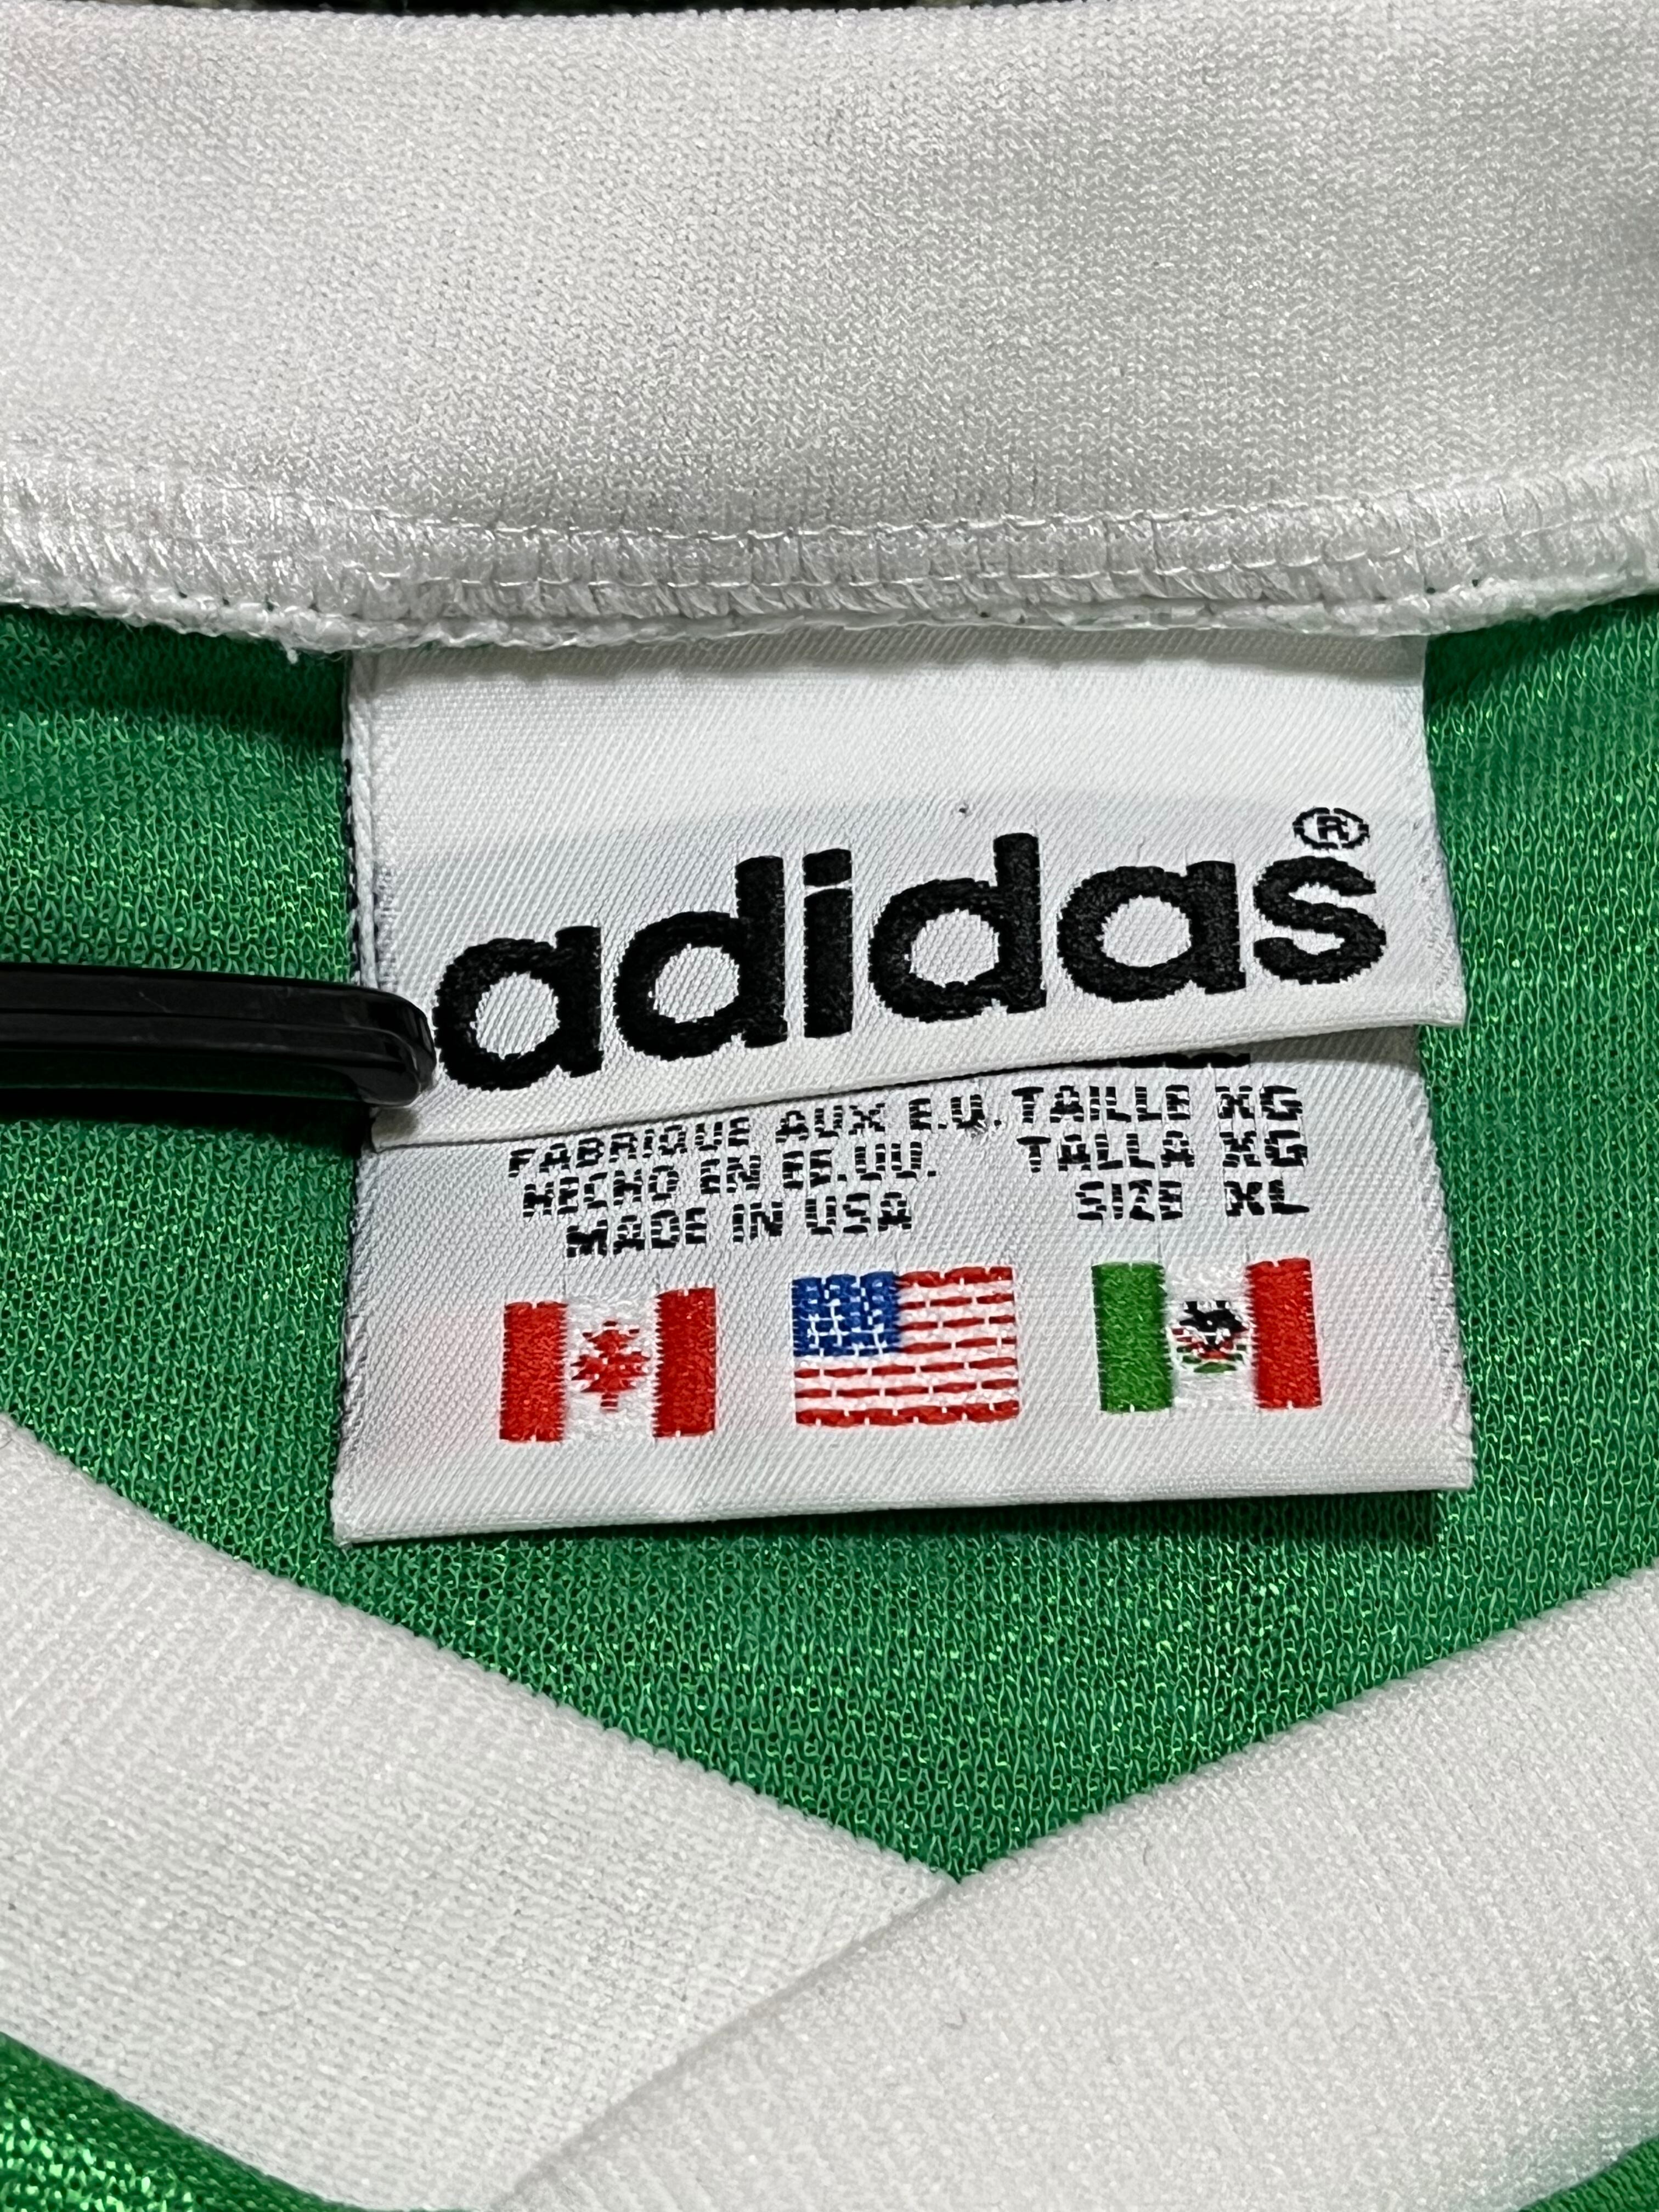 adidas®
FABRIQUE AUX E.U. TAILLE XG
HECHO EN EE.UU. TALLA XG
MADE IN USA SIZE XL